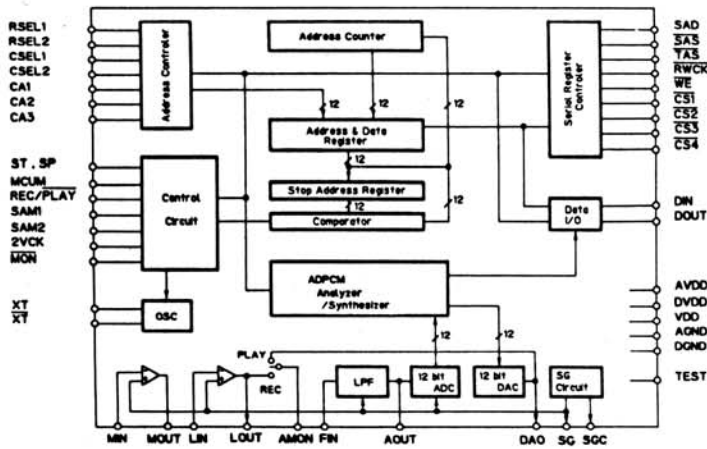 RSEL1
RSEL2
CSEL1
CSEL2
CA1
CA2
CA3
Address Controler
Address Counter
12
12
12
Address & Data
Register
12
Stop Address Register
12
12
Comparator
Serial Register
Controler
SAD
SAS
TAS
RWCK
WE
CS1
CS2
CS3
CS4
ST . SP
MCUM
REC/PLAY
SAM1
SAM2
2VCK
MON
Control
Circuit
XT
XT
OSC
Data
I/O
DIN
DOUT
ADPCM
Analyzer
/Synthesizer
12
12
AVDD
DVDD
VDD
AGND
DGND
TEST
PLAY
REC
LPF
12 bit
ADC
12 bit
DAC
SG
Circuit
MIN
MOUT
LIN
LOUT
AMON
FIN
AOUT
DAO
SG
SGC